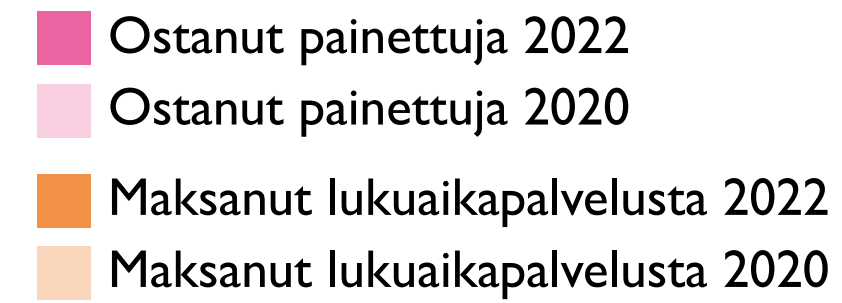 Ostanut painettuja 2022
Ostanut painettuja 2020
Maksanut lukuaikapalvelusta 2022
Maksanut lukuaikapalvelusta 2020